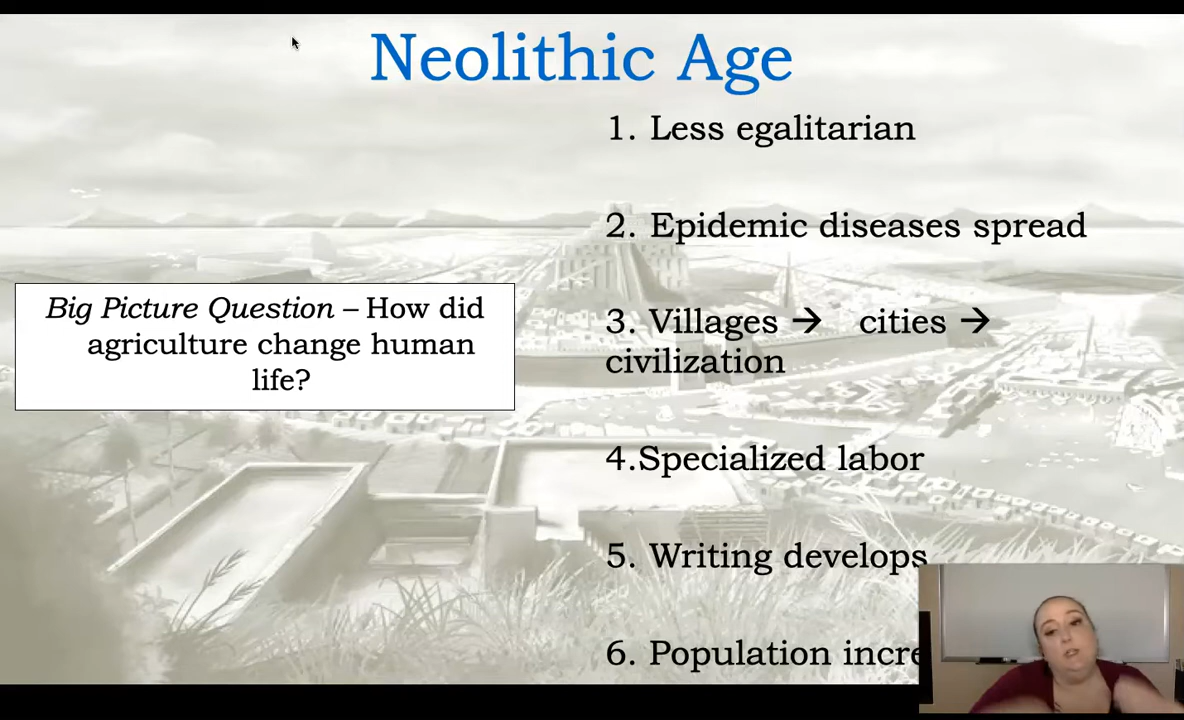 Neolithic Age
1. Less egalitarian
2. Epidemic diseases spread
Big Picture Question – How did
agriculture change human
life?
3. Villages → cities →
civilization
4.Specialized labor
5. Writing develops
6. Population incre